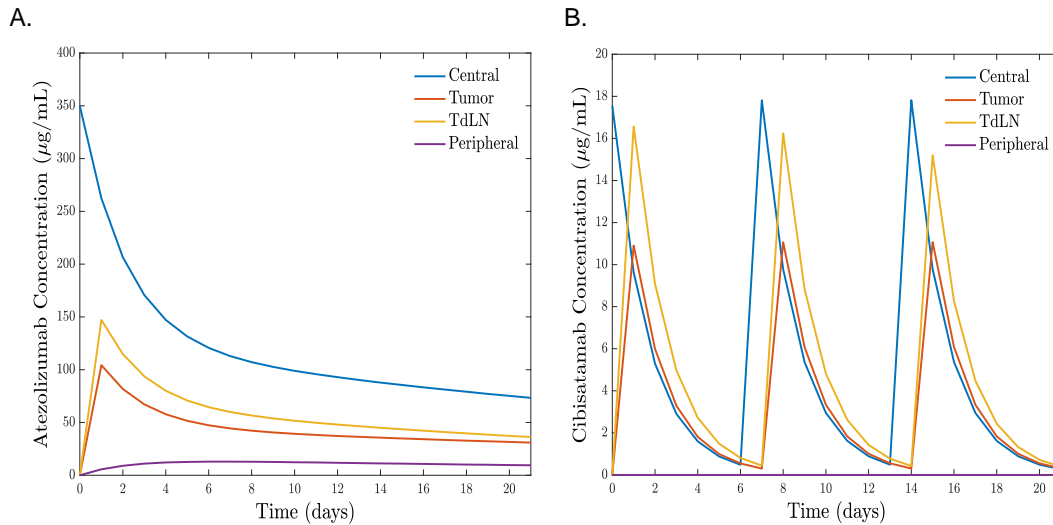 A.
Atezolizumab Concentration (μg/mL)
400
350
300
250
200
150
100
50
0
Central
Tumor
TdLN
Peripheral
0 2 4 6 8 10 12 14 16 18 20
Time (days)
B.
Cibisatamab Concentration (μg/mL)
20
18
16
14
12
10
8
6
4
2
0
Central
Tumor
TdLN
Peripheral
0 2 4 6 8 10 12 14 16 18 20
Time (days)